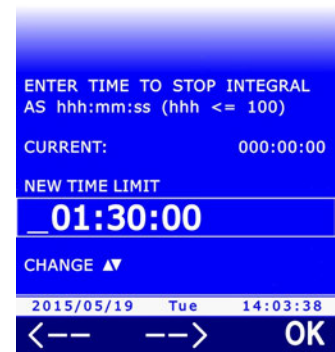 ENTER TIME TO STOP INTEGRAL
AS hhh:mm:ss (hhh <= 100)
CURRENT: 000:00:00
NEW TIME LIMIT
_01:30:00
CHANGE ▲▼
2015/05/19 Tue 14:03:38
<-- --> OK